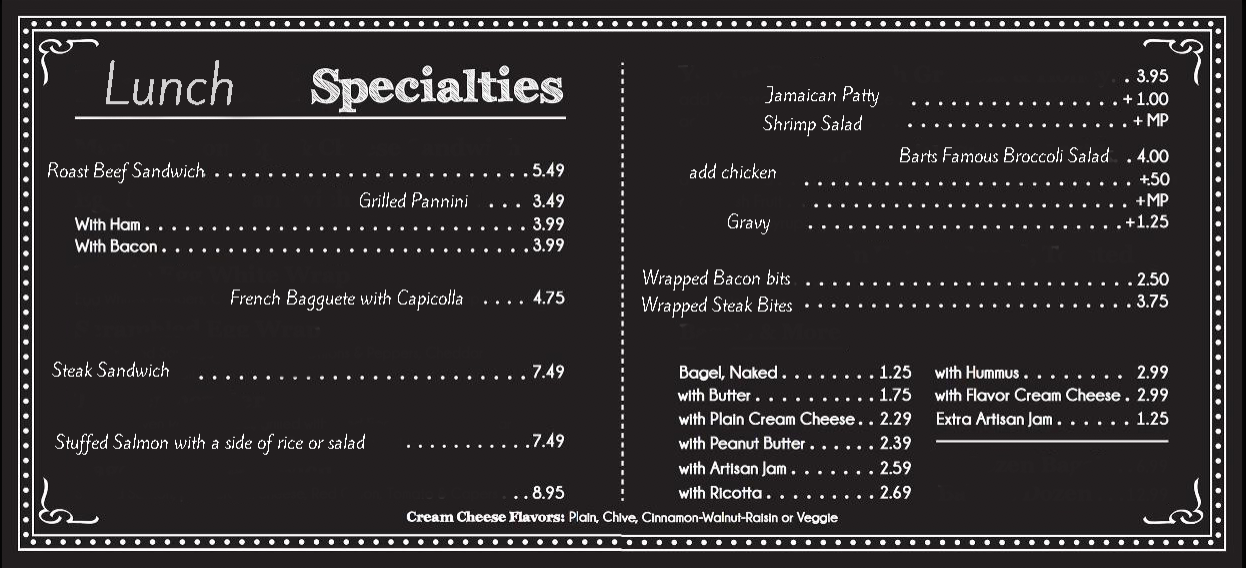 Lunch Specialties
Roast Beef Sandwich . . . . . . . . . . . . . . . . . . . . . . . . . . . . 5.49
Grilled Pannini . . . 3.49
With Ham . . . . . . . . . . . . . . . . . . . . . . . . . . . . . . . . . . 3.99
With Bacon . . . . . . . . . . . . . . . . . . . . . . . . . . . . . . . . 3.99
French Bagguete with Capicolla . . . . 4.75
Steak Sandwich . . . . . . . . . . . . . . . . . . . . . . . . . . . . . 7.49
Stuffed Salmon with a side of rice or salad . . . . . . . . . . . 7.49
. . 8.95
. . 3.95
Jamaican Patty . . . . . . . . . . . . . . . . . . . + 1.00
Shrimp Salad . . . . . . . . . . . . . . . . . . . . + MP
Barts Famous Broccoli Salad . 4.00
add chicken . . . . . . . . . . . . . . . . . . . . . . . . . . . . . +.50
. . . . . . . . . . . . . . . . . . . . . . . . . . . . +MP
Gravy . . . . . . . . . . . . . . . . . . . . . . . . . . +1.25
Wrapped Bacon bits . . . . . . . . . . . . . . . . . . . . . . . . . . . . . 2.50
Wrapped Steak Bites . . . . . . . . . . . . . . . . . . . . . . . . . . . . . 3.75
Bagel, Naked . . . . . . . . 1.25
with Butter . . . . . . . . . . . 1.75
with Plain Cream Cheese . . 2.29
with Peanut Butter . . . . . . 2.39
with Artisan Jam . . . . . . . 2.59
with Ricotta . . . . . . . . . . 2.69
with Hummus . . . . . . . . . 2.99
with Flavor Cream Cheese . 2.99
Extra Artisan Jam . . . . . . 1.25
Cream Cheese Flavors: Plain, Chive, Cinnamon-Walnut-Raisin or Veggie